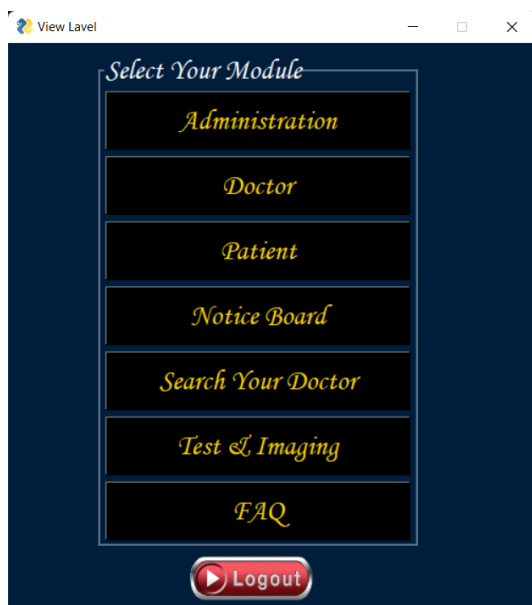 View Lavel
Select Your Module
Administration
Doctor
Patient
Notice Board
Search Your Doctor
Test & Imaging
FAQ
Logout